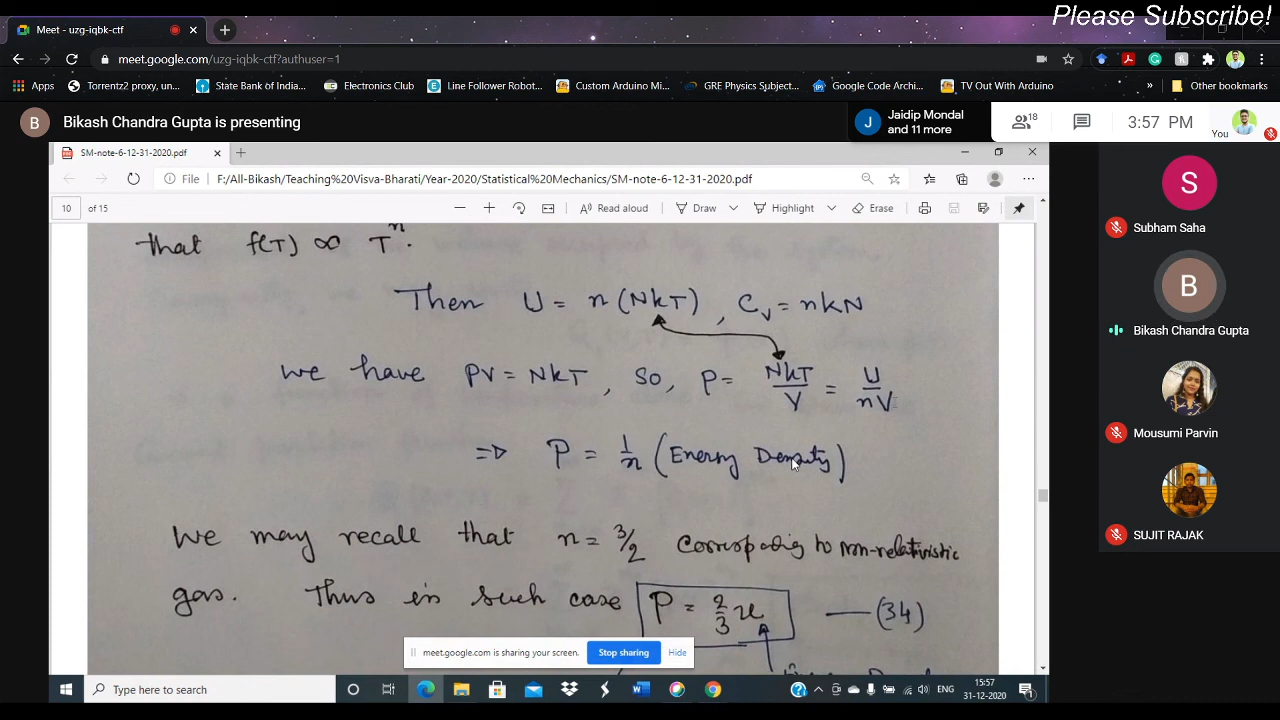 Please Subscribe!
Meet - uzg-iqbk-ctf
meet.google.com/uzg-iqbk-ctf?authuser=1
Apps Torrentz2 proxy, un... State Bank of India... Electronics Club Line Follower Robot... Custom Arduino Mi... GRE Physics Subject... Google Code Archi... TV Out With Arduino » Other bookmarks
B Bikash Chandra Gupta is presenting
J Jaidip Mondal and 11 more
18
3:57 PM
You
SM-note-6-12-31-2020.pdf
File F:/All-Bikash/Teaching%20Visva-Bharati/Year-2020/Statistical%20Mechanics/SM-note-6-12-31-2020.pdf
10 of 15 Read aloud Draw Highlight Erase
that f(T) ∝ Tⁿ.
Then U = n(NkT), Cᵥ = nkN
We have PV = NkT, So, P = NkT/V = U/nV
=> P = 1/n (Energy Density)
We may recall that n = 3/2 Correspoding to non-relativistic
gas. Thus in such case P = 2/3 u —— (34)
meet.google.com is sharing your screen. Stop sharing Hide
S
Subham Saha
B
Bikash Chandra Gupta
Mousumi Parvin
SUJIT RAJAK
Type here to search
ENG
15:57
31-12-2020